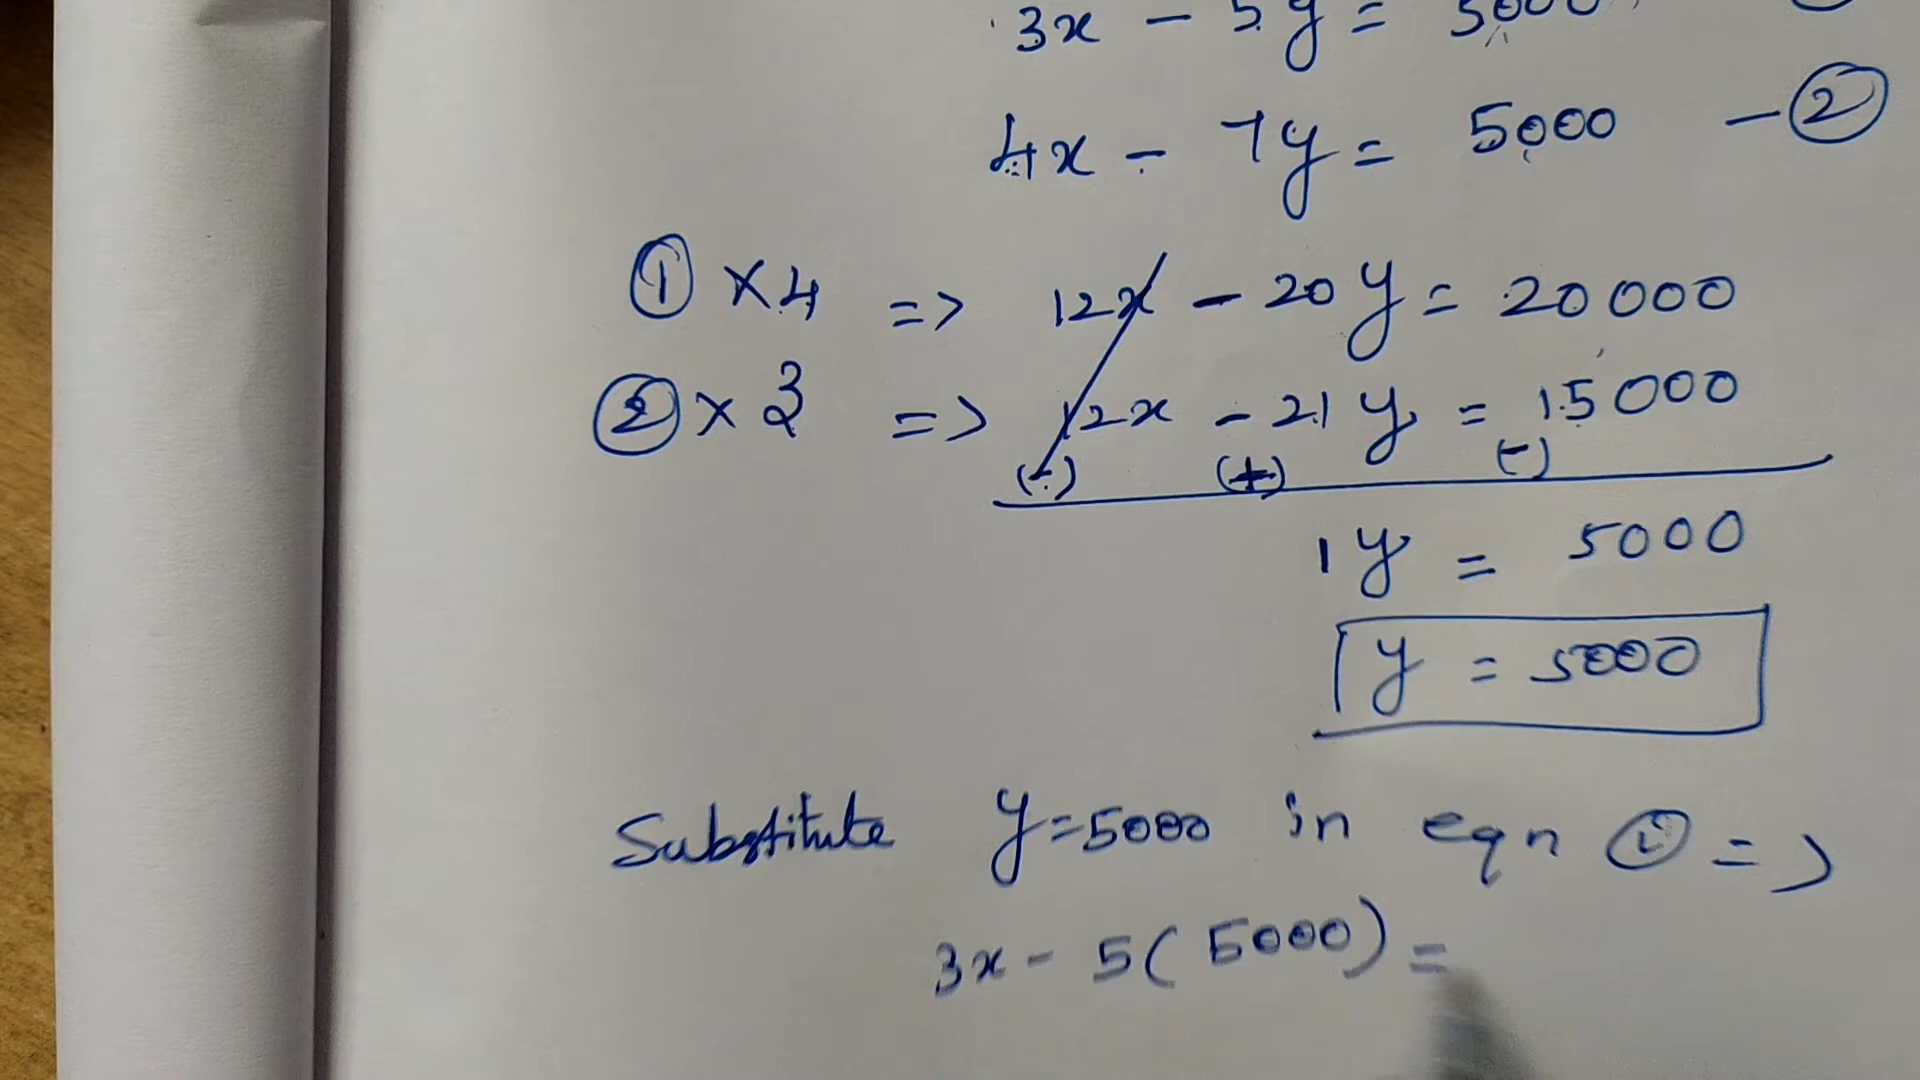 3x - 5y = 5000
4x - 7y = 5000 - ②
① × 4 => 12x - 20y = 20000
② × 3 => 12x - 21y = 15000
(-) (+) (-)
1y = 5000
y = 5000
Substitute y=5000 in eqn ① =>
3x - 5(5000) =